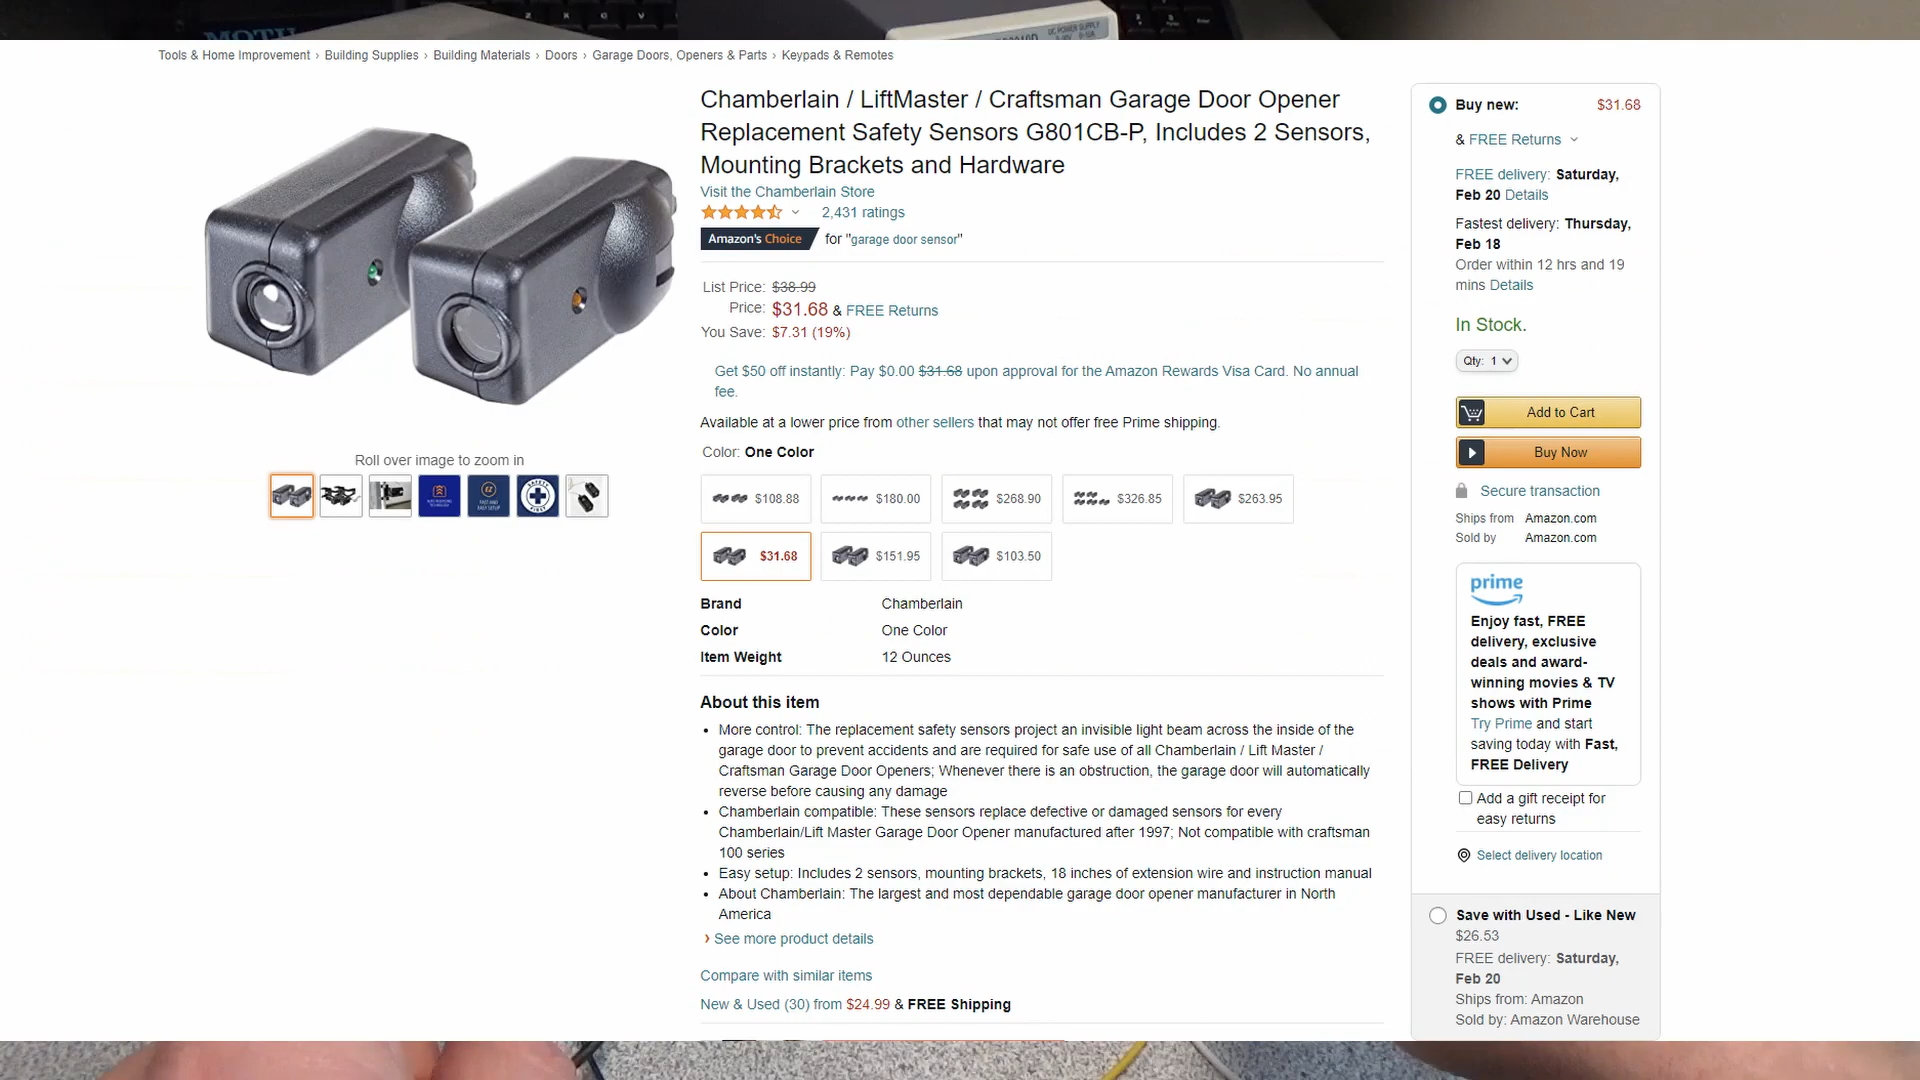 Tools & Home Improvement › Building Supplies › Building Materials › Doors › Garage Doors, Openers & Parts › Keypads & Remotes
Chamberlain / LiftMaster / Craftsman Garage Door Opener
Replacement Safety Sensors G801CB-P, Includes 2 Sensors,
Mounting Brackets and Hardware
Visit the Chamberlain Store
2,431 ratings
Amazon's Choice for "garage door sensor"
List Price: $38.99
Price: $31.68 & FREE Returns
You Save: $7.31 (19%)
Get $50 off instantly: Pay $0.00 $31.68 upon approval for the Amazon Rewards Visa Card. No annual
fee.
Available at a lower price from other sellers that may not offer free Prime shipping.
Color: One Color
$108.88 $180.00 $268.90 $326.85 $263.95
$31.68 $151.95 $103.50
Roll over image to zoom in
Brand Chamberlain
Color One Color
Item Weight 12 Ounces
About this item
• More control: The replacement safety sensors project an invisible light beam across the inside of the
garage door to prevent accidents and are required for safe use of all Chamberlain / Lift Master /
Craftsman Garage Door Openers; Whenever there is an obstruction, the garage door will automatically
reverse before causing any damage
• Chamberlain compatible: These sensors replace defective or damaged sensors for every
Chamberlain/Lift Master Garage Door Opener manufactured after 1997; Not compatible with craftsman
100 series
• Easy setup: Includes 2 sensors, mounting brackets, 18 inches of extension wire and instruction manual
• About Chamberlain: The largest and most dependable garage door opener manufacturer in North
America
› See more product details
Compare with similar items
New & Used (30) from $24.99 & FREE Shipping
Buy new: $31.68
& FREE Returns
FREE delivery: Saturday,
Feb 20 Details
Fastest delivery: Thursday,
Feb 18
Order within 12 hrs and 19
mins Details
In Stock.
Qty: 1
Add to Cart
Buy Now
Secure transaction
Ships from Amazon.com
Sold by Amazon.com
prime
Enjoy fast, FREE
delivery, exclusive
deals and award-
winning movies & TV
shows with Prime
Try Prime and start
saving today with Fast,
FREE Delivery
Add a gift receipt for
easy returns
Select delivery location
Save with Used - Like New
$26.53
FREE delivery: Saturday,
Feb 20
Ships from: Amazon
Sold by: Amazon Warehouse
DC POWER SUPPLY